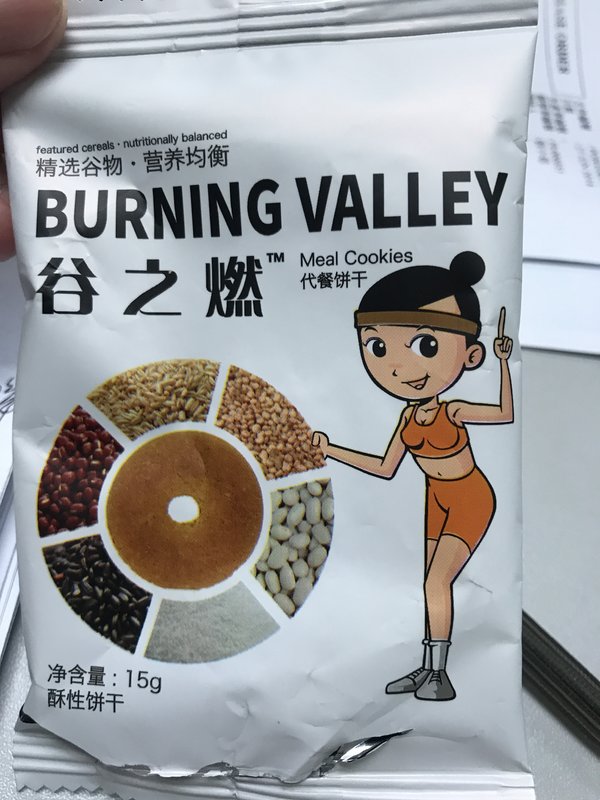 featured cereals · nutritionally balanced
精选谷物 · 营养均衡
BURNING VALLEY
谷之燃™
Meal Cookies
代餐饼干
净含量：15g
酥性饼干